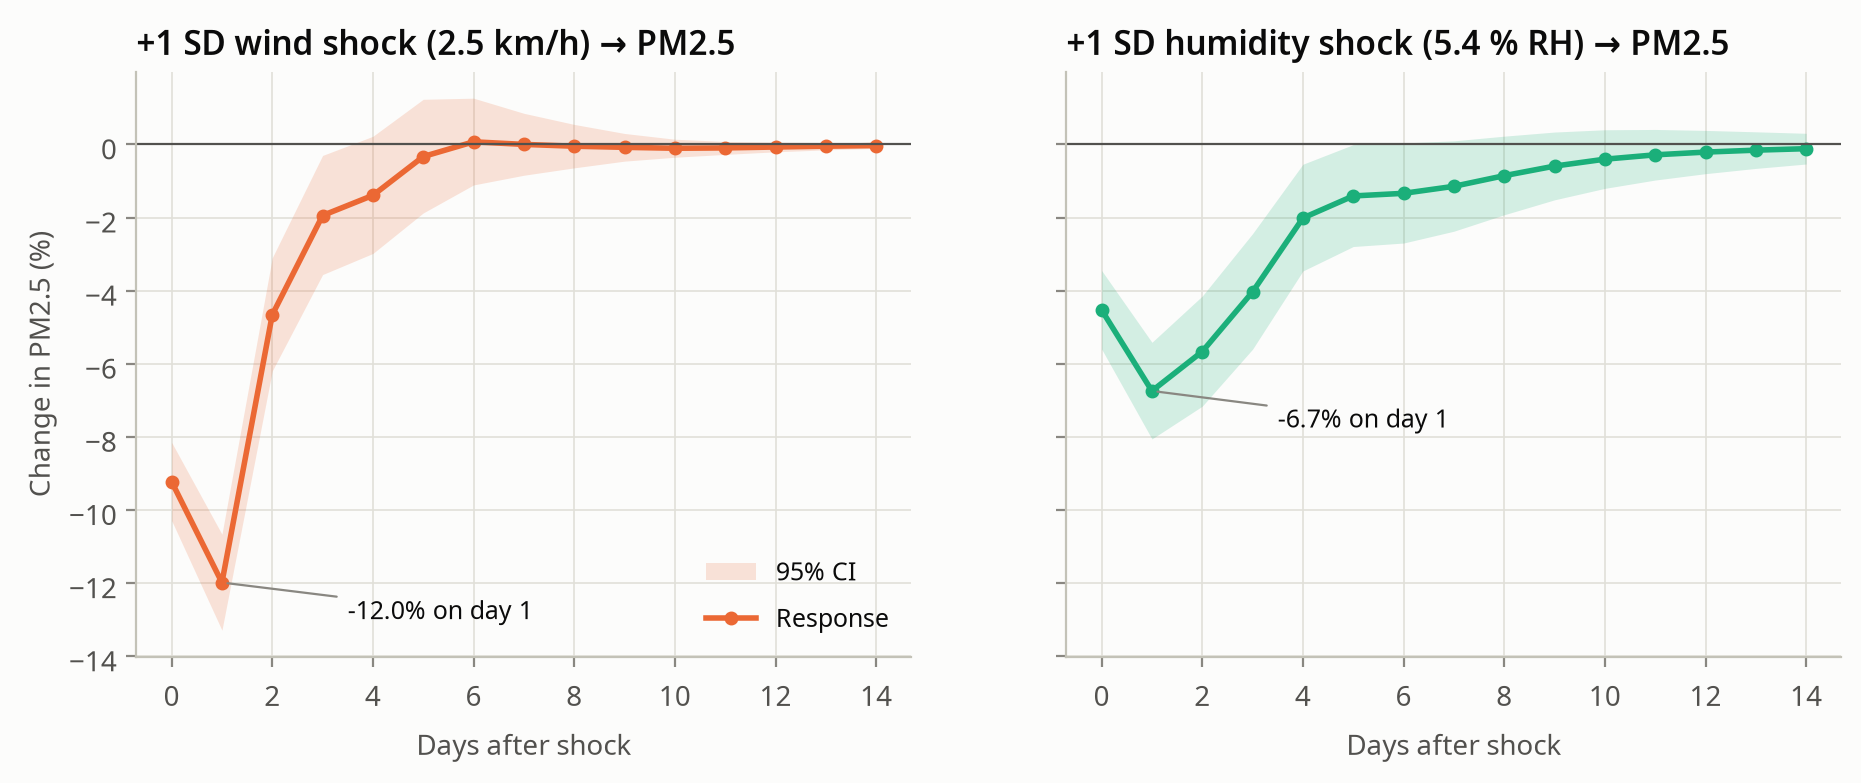 +1 SD wind shock (2.5 km/h) → PM2.5
Change in PM2.5 (%)
0
−2
−4
−6
−8
−10
−12
−14
-12.0% on day 1
95% CI
Response
0 2 4 6 8 10 12 14
Days after shock
+1 SD humidity shock (5.4 % RH) → PM2.5
-6.7% on day 1
0 2 4 6 8 10 12 14
Days after shock